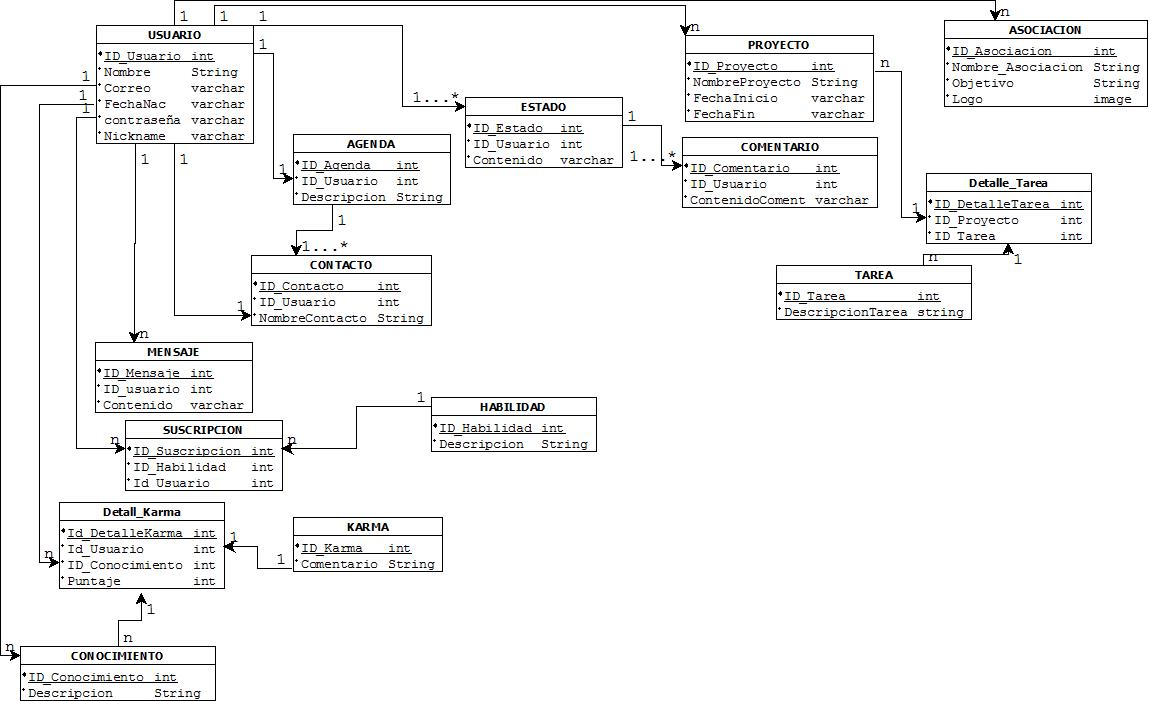 1 1 1
n
n
USUARIO
ID_Usuario int
Nombre String
Correo varchar
FechaNac varchar
contraseña varchar
Nickname varchar
1
1
1
1
1 1
ASOCIACION
ID_Asociacion int
Nombre_Asociacion String
Objetivo String
Logo image
PROYECTO
ID_Proyecto int
NombreProyecto String
FechaInicio varchar
FechaFin varchar
n
1...*
ESTADO
ID_Estado int
ID_Usuario int
Contenido varchar
1
1...*
AGENDA
ID_Agenda int
ID_Usuario int
Descripcion String
1
1
1...*
COMENTARIO
ID_Comentario int
ID_Usuario int
ContenidoComent varchar
Detalle_Tarea
ID_DetalleTarea int
ID_Proyecto int
ID_Tarea int
1
n
1
CONTACTO
ID_Contacto int
ID_Usuario int
NombreContacto String
1
TAREA
ID_Tarea int
DescripcionTarea string
n
MENSAJE
ID_Mensaje int
ID_usuario int
Contenido varchar
SUSCRIPCION
ID_Suscripcion int
ID_Habilidad int
Id_Usuario int
n
n
1
HABILIDAD
ID_Habilidad int
Descripcion String
Detall_Karma
Id_DetalleKarma int
Id_Usuario int
ID_Conocimiento int
Puntaje int
n
1
1
KARMA
ID_Karma int
Comentario String
1
n
n
CONOCIMIENTO
ID_Conocimiento int
Descripcion String